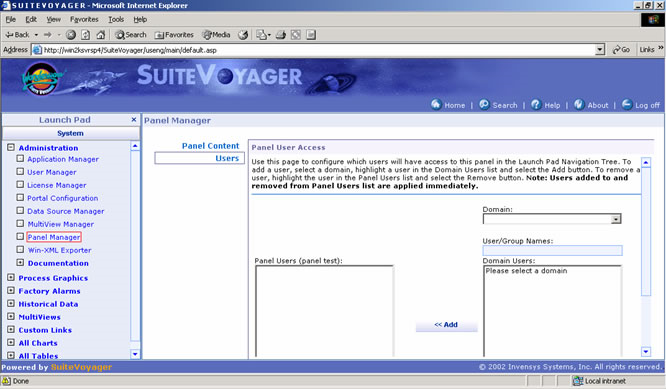 SUITEVOYAGER - Microsoft Internet Explorer
File Edit View Favorites Tools Help
Back Search Favorites Media
Address http://win2ksvrsp4/SuiteVoyager/useng/main/default.asp Go Links »
SUITEVOYAGER
Home | Search | Help | About | Log off
Launch Pad ×
Panel Manager
System
Administration
Application Manager
User Manager
License Manager
Portal Configuration
Data Source Manager
MultiView Manager
Panel Manager
Win-XML Exporter
Documentation
Process Graphics
Factory Alarms
Historical Data
MultiViews
Custom Links
All Charts
All Tables
Panel Content
Users
Panel User Access
Use this page to configure which users will have access to this panel in the Launch Pad Navigation Tree. To
add a user, select a domain, highlight a user in the Domain Users list and select the Add button. To remove a
user, highlight the user in the Panel Users list and select the Remove button. Note: Users added to and
removed from Panel Users list are applied immediately.
Domain:
User/Group Names:
Panel Users (panel test):
Domain Users:
Please select a domain
<< Add
Powered by SuiteVoyager
© 2002 Invensys Systems, Inc. All rights reserved.
Done
Local intranet